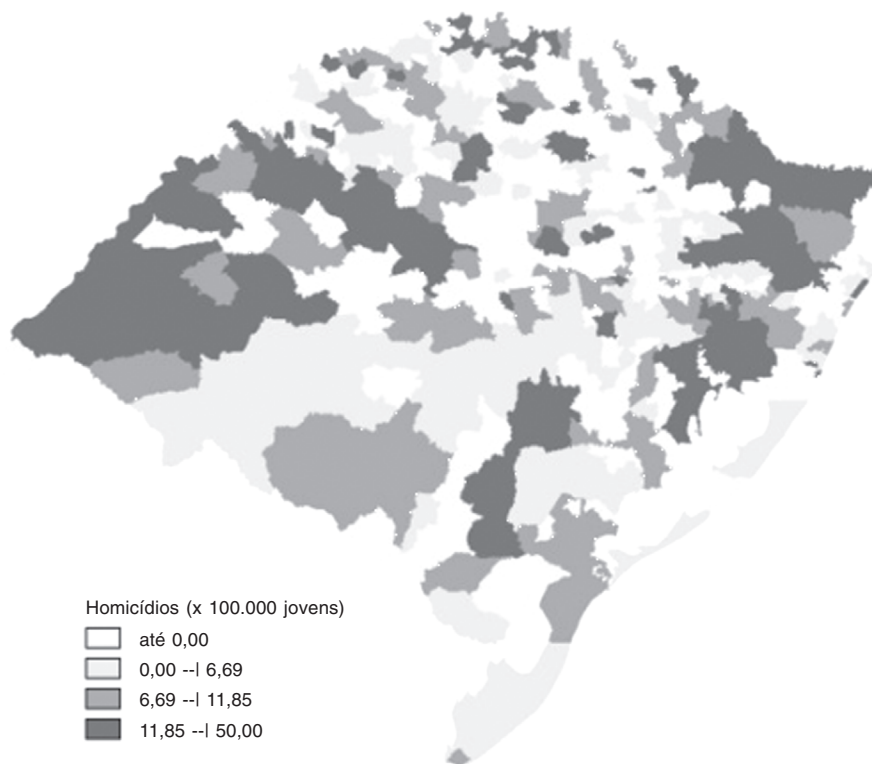 Homicídios (x 100.000 jovens)
até 0,00
0,00 --l 6,69
6,69 --l 11,85
11,85 --l 50,00